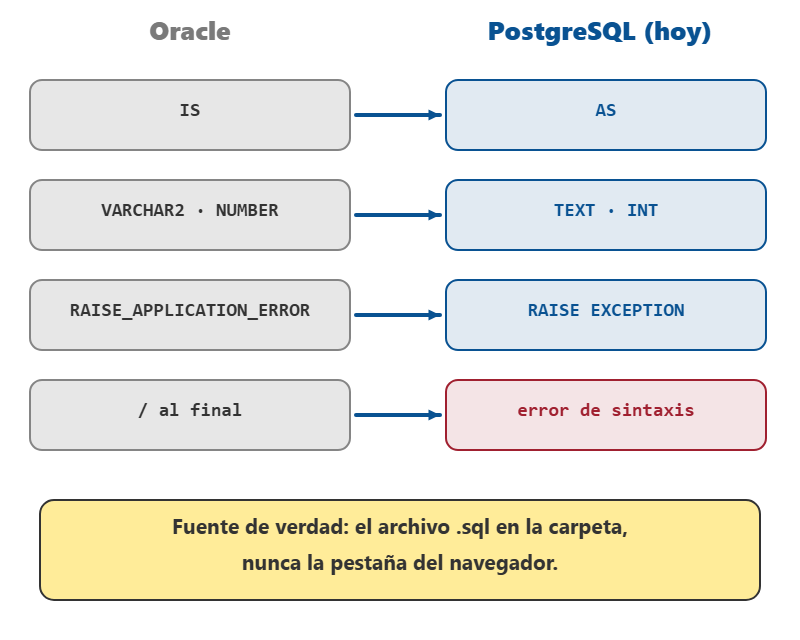 Oracle
PostgreSQL (hoy)
IS
AS
VARCHAR2 · NUMBER
TEXT · INT
RAISE_APPLICATION_ERROR
RAISE EXCEPTION
/ al final
error de sintaxis
Fuente de verdad: el archivo .sql en la carpeta,
nunca la pestaña del navegador.